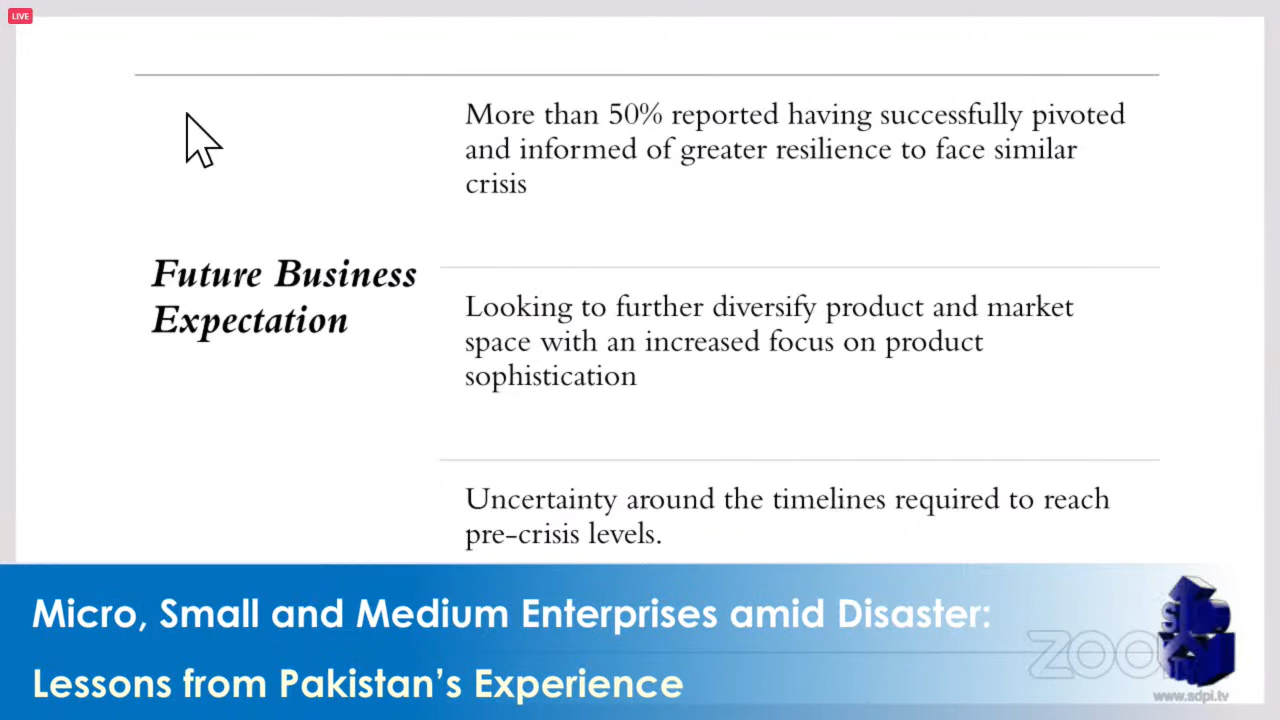 LIVE
More than 50% reported having successfully pivoted
and informed of greater resilience to face similar
crisis
Future Business
Expectation
Looking to further diversify product and market
space with an increased focus on product
sophistication
Uncertainty around the timelines required to reach
pre-crisis levels.
Micro, Small and Medium Enterprises amid Disaster:
Lessons from Pakistan’s Experience
www.sdpi.tv